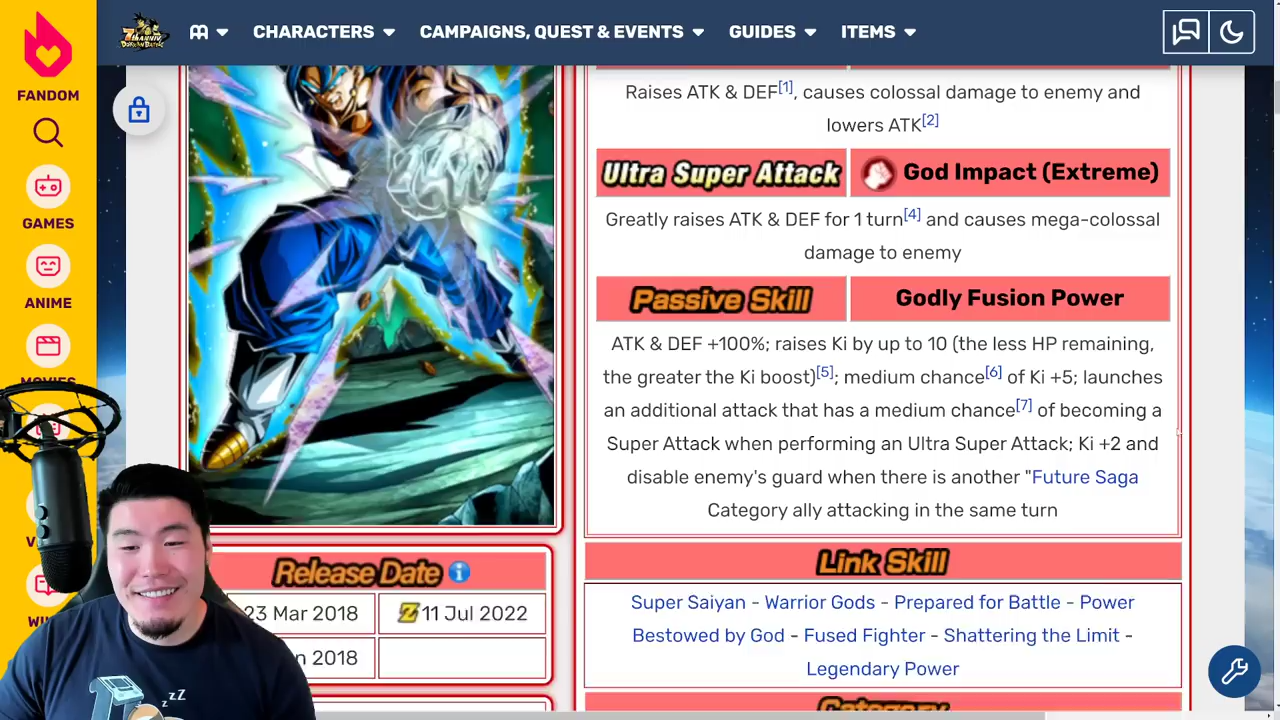 7th ANNIV
DOKKAN BATTLE
CHARACTERS
CAMPAIGNS, QUEST & EVENTS
GUIDES
ITEMS
FANDOM
GAMES
ANIME
MOVIES
Raises ATK & DEF[1], causes colossal damage to enemy and
lowers ATK[2]
Ultra Super Attack
God Impact (Extreme)
Greatly raises ATK & DEF for 1 turn[4] and causes mega-colossal
damage to enemy
Passive Skill
Godly Fusion Power
ATK & DEF +100%; raises Ki by up to 10 (the less HP remaining,
the greater the Ki boost)[5]; medium chance[6] of Ki +5; launches
an additional attack that has a medium chance[7] of becoming a
Super Attack when performing an Ultra Super Attack; Ki +2 and
disable enemy's guard when there is another "Future Saga
Category ally attacking in the same turn
Link Skill
Super Saiyan - Warrior Gods - Prepared for Battle - Power
Bestowed by God - Fused Fighter - Shattering the Limit -
Legendary Power
Category
Release Date i
23 Mar 2018
Z 11 Jul 2022
2018
zZ
z